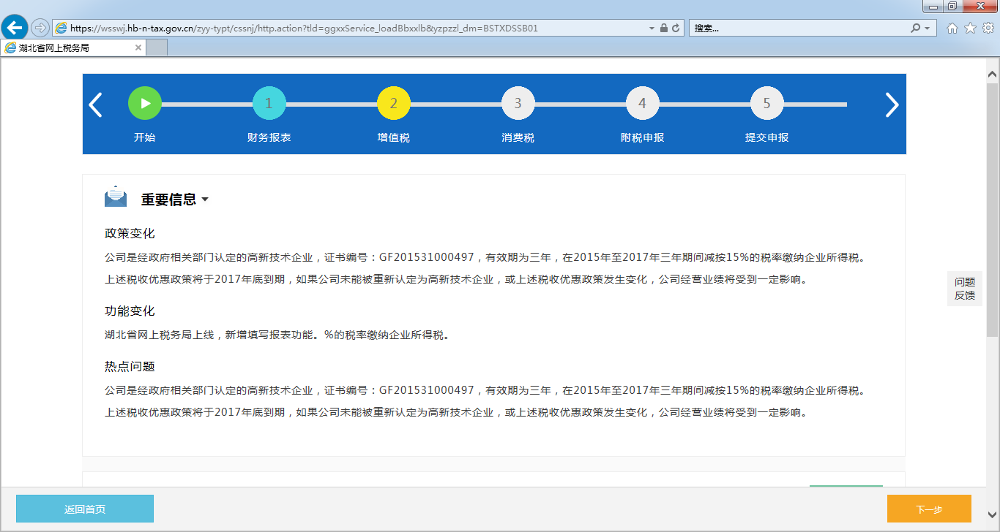 https://wsswj.hb-n-tax.gov.cn/zyy-typt/cssnj/http.action?tId=ggxxService_loadBbxxlb&yzpzzl_dm=BSTXDSSB01
搜索...
湖北省网上税务局
1
2
3
4
5
开始
财务报表
增值税
消费税
附税申报
提交申报
重要信息
政策变化
公司是经政府相关部门认定的高新技术企业，证书编号：GF201531000497，有效期为三年，在2015年至2017年三年期间减按15%的税率缴纳企业所得税。
上述税收优惠政策将于2017年底到期，如果公司未能被重新认定为高新技术企业，或上述税收优惠政策发生变化，公司经营业绩将受到一定影响。
问题
反馈
功能变化
湖北省网上税务局上线，新增填写报表功能。%的税率缴纳企业所得税。
热点问题
公司是经政府相关部门认定的高新技术企业，证书编号：GF201531000497，有效期为三年，在2015年至2017年三年期间减按15%的税率缴纳企业所得税。
上述税收优惠政策将于2017年底到期，如果公司未能被重新认定为高新技术企业，或上述税收优惠政策发生变化，公司经营业绩将受到一定影响。
返回首页
下一步